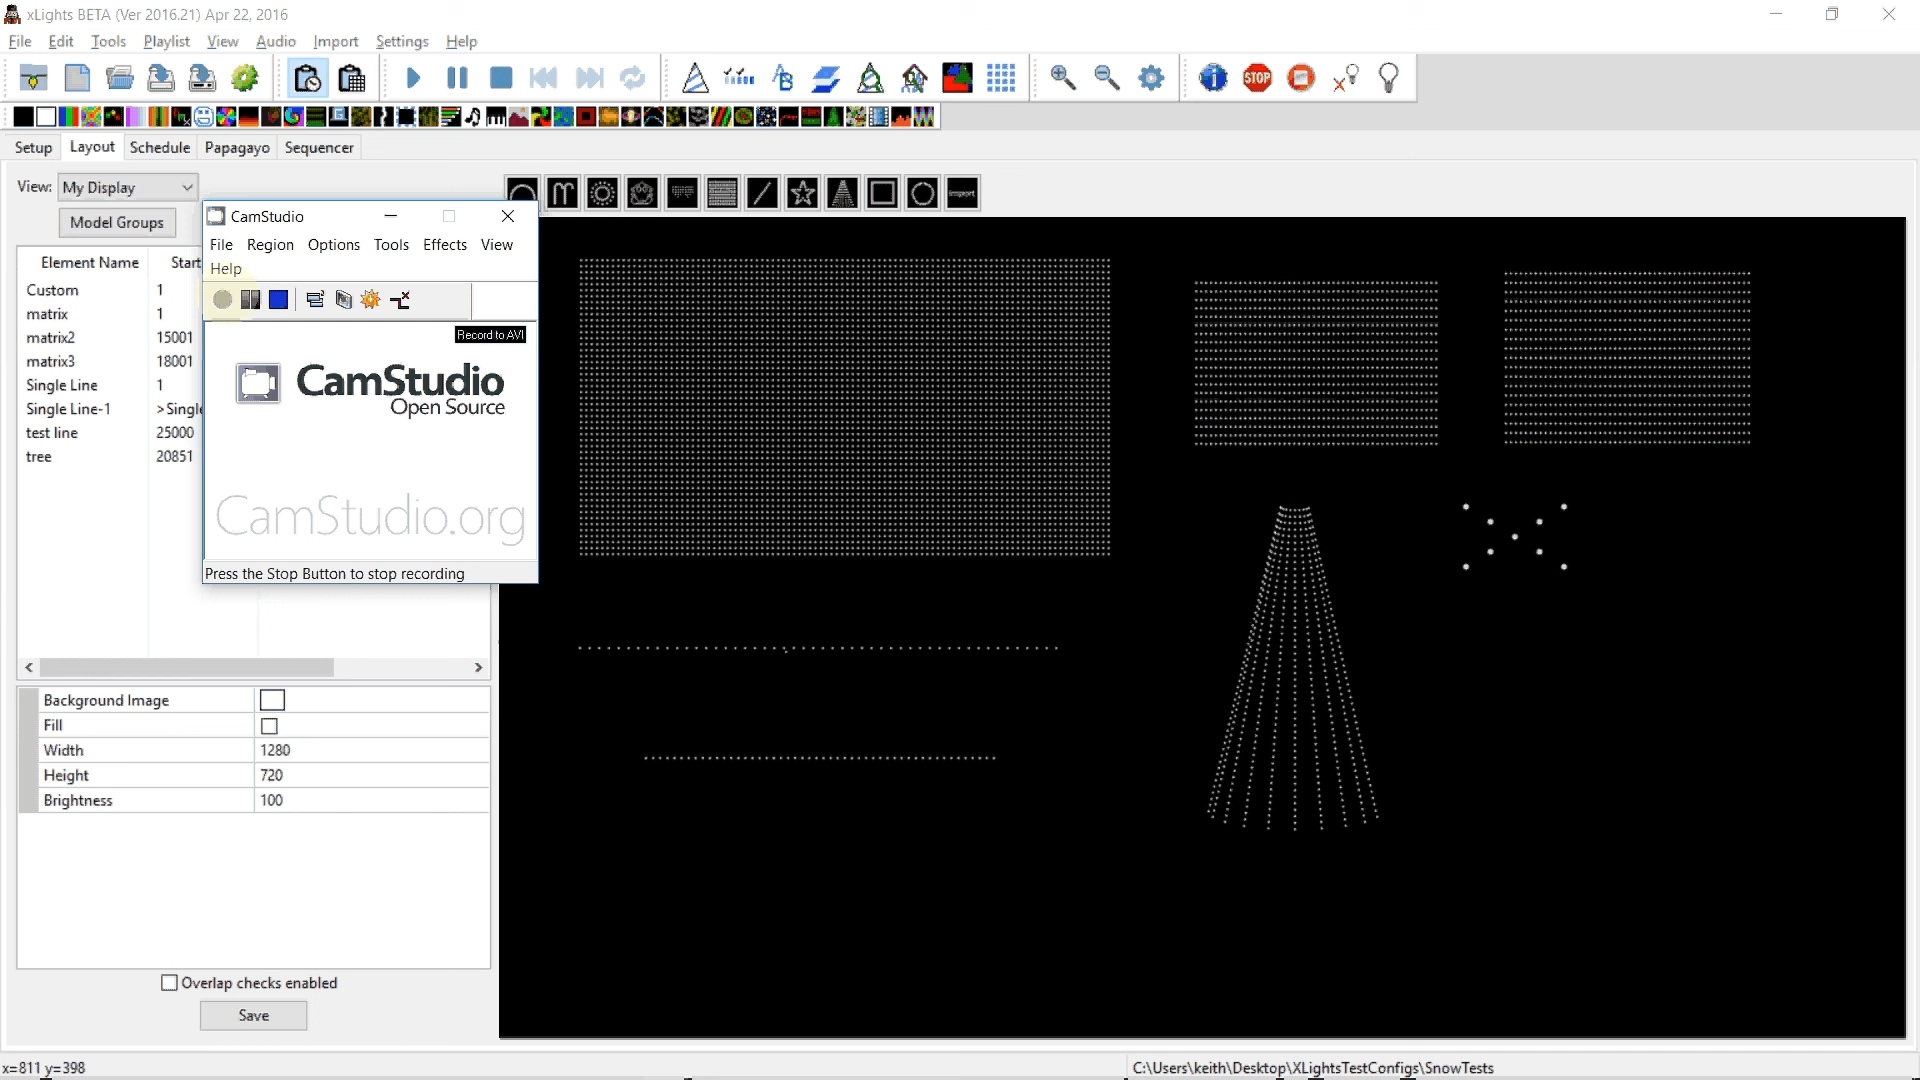 xLights BETA (Ver 2016.21) Apr 22, 2016
File Edit Tools Playlist View Audio Import Settings Help
STOP
Setup Layout Schedule Papagayo Sequencer
View: My Display
Model Groups
import
CamStudio
File Region Options Tools Effects View
Help
Record to AVI
CamStudio
Open Source
CamStudio.org
Press the Stop Button to stop recording
Element Name Start
Custom 1
matrix 1
matrix2 15001
matrix3 18001
Single Line 1
Single Line-1 >Single
test line 25000
tree 20851
Background Image
Fill
Width 1280
Height 720
Brightness 100
Overlap checks enabled
Save
x=811 y=398 C:\Users\keith\Desktop\XLightsTestConfigs\SnowTests